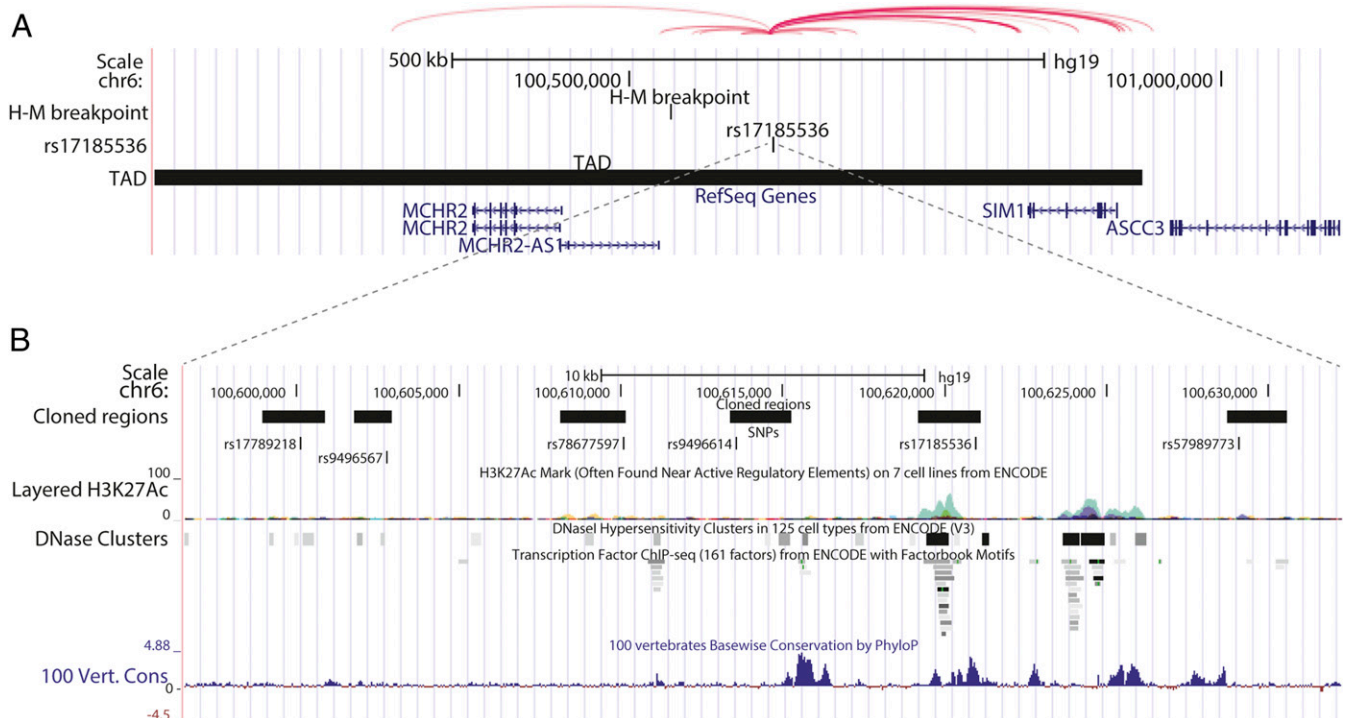 A
Scale
500 kb
hg19
chr6:
100,500,000
101,000,000
H-M breakpoint
H-M breakpoint
rs17185536
rs17185536
TAD
TAD
RefSeq Genes
MCHR2
SIM1
MCHR2
ASCC3
MCHR2-AS1
B
Scale
10 kb
hg19
chr6:
100,600,000
100,605,000
100,610,000
100,615,000
100,620,000
100,625,000
100,630,000
Cloned regions
Cloned regions
SNPs
rs17789218
rs78677597
rs9496614
rs17185536
rs57989773
rs9496567
H3K27Ac Mark (Often Found Near Active Regulatory Elements) on 7 cell lines from ENCODE
100
Layered H3K27Ac
0
DNaseI Hypersensitivity Clusters in 125 cell types from ENCODE (V3)
DNase Clusters
Transcription Factor ChIP-seq (161 factors) from ENCODE with Factorbook Motifs
4.88
100 vertebrates Basewise Conservation by PhyloP
100 Vert. Cons
0
-4.5